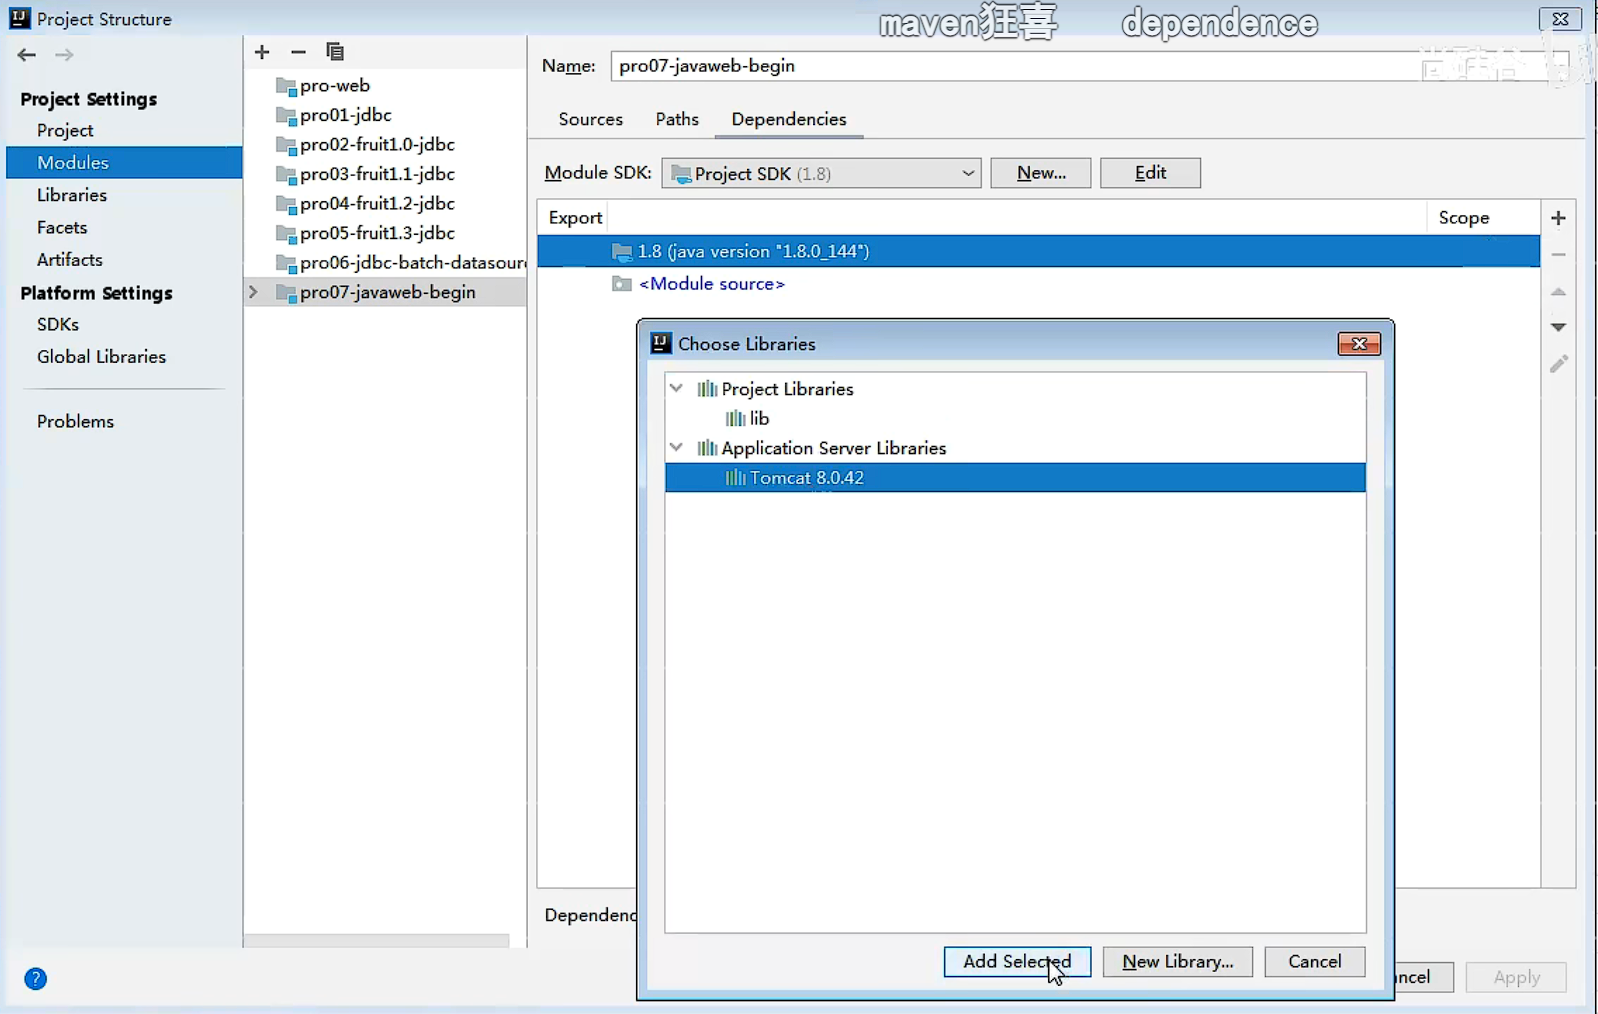 Project Structure
maven狂喜 dependence
尚硅谷
Project Settings
Project
Modules
Libraries
Facets
Artifacts
Platform Settings
SDKs
Global Libraries
Problems
pro-web
pro01-jdbc
pro02-fruit1.0-jdbc
pro03-fruit1.1-jdbc
pro04-fruit1.2-jdbc
pro05-fruit1.3-jdbc
pro06-jdbc-batch-datasour
pro07-javaweb-begin
Name: pro07-javaweb-begin
Sources Paths Dependencies
Module SDK: Project SDK (1.8) New... Edit
Export Scope
1.8 (java version "1.8.0_144")
<Module source>
Choose Libraries
Project Libraries
lib
Application Server Libraries
Tomcat 8.0.42
Add Selected New Library... Cancel
Dependenc
ncel Apply